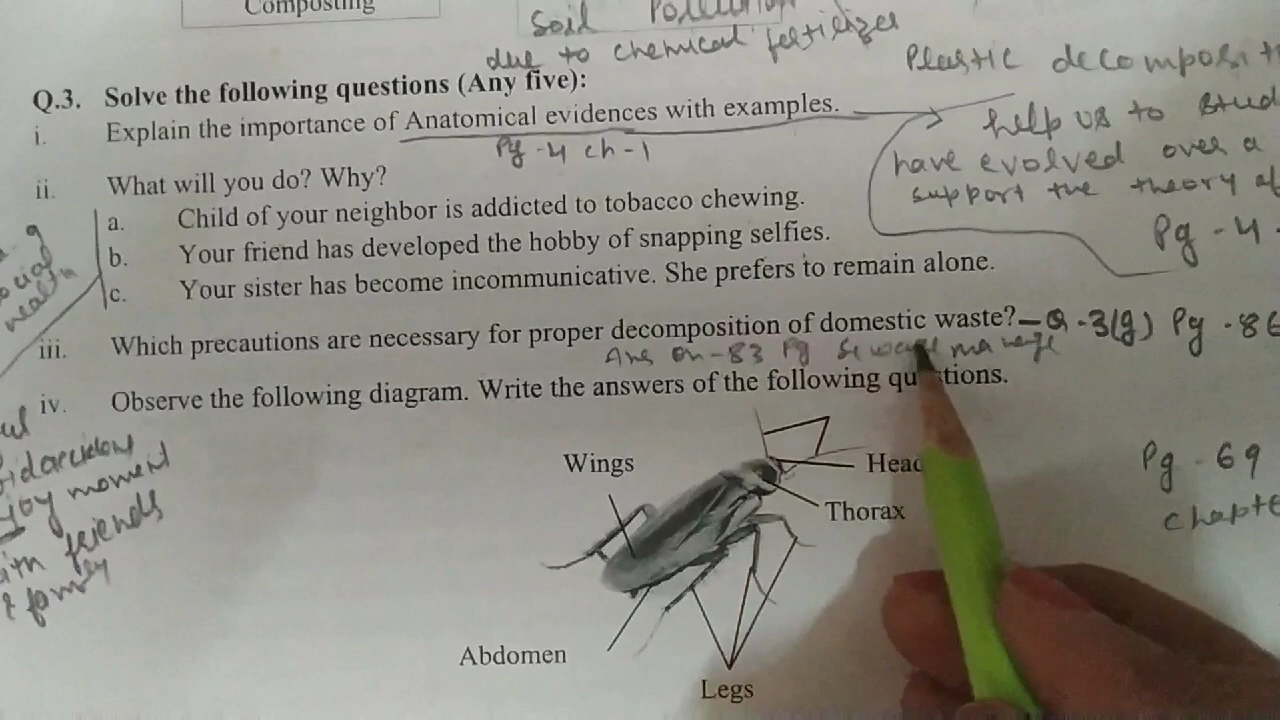 Composting
Soil Pollution
due to chemical fertilizer
Plastic
Q.3. Solve the following questions (Any five):
i. Explain the importance of Anatomical evidences with examples.
Pg-4 ch-1
help us to
have evolved over a
support the theory of
Pg-4
ii. What will you do? Why?
a. Child of your neighbor is addicted to tobacco chewing.
b. Your friend has developed the hobby of snapping selfies.
c. Your sister has become incommunicative. She prefers to remain alone.
health
iii. Which precautions are necessary for proper decomposition of domestic waste? - Q-3(g) Pg-86
Ans on-83 Pg
iv. Observe the following diagram. Write the answers of the following questions.
moment
with friends
& family
Wings
Head
Thorax
Abdomen
Legs
Pg-69